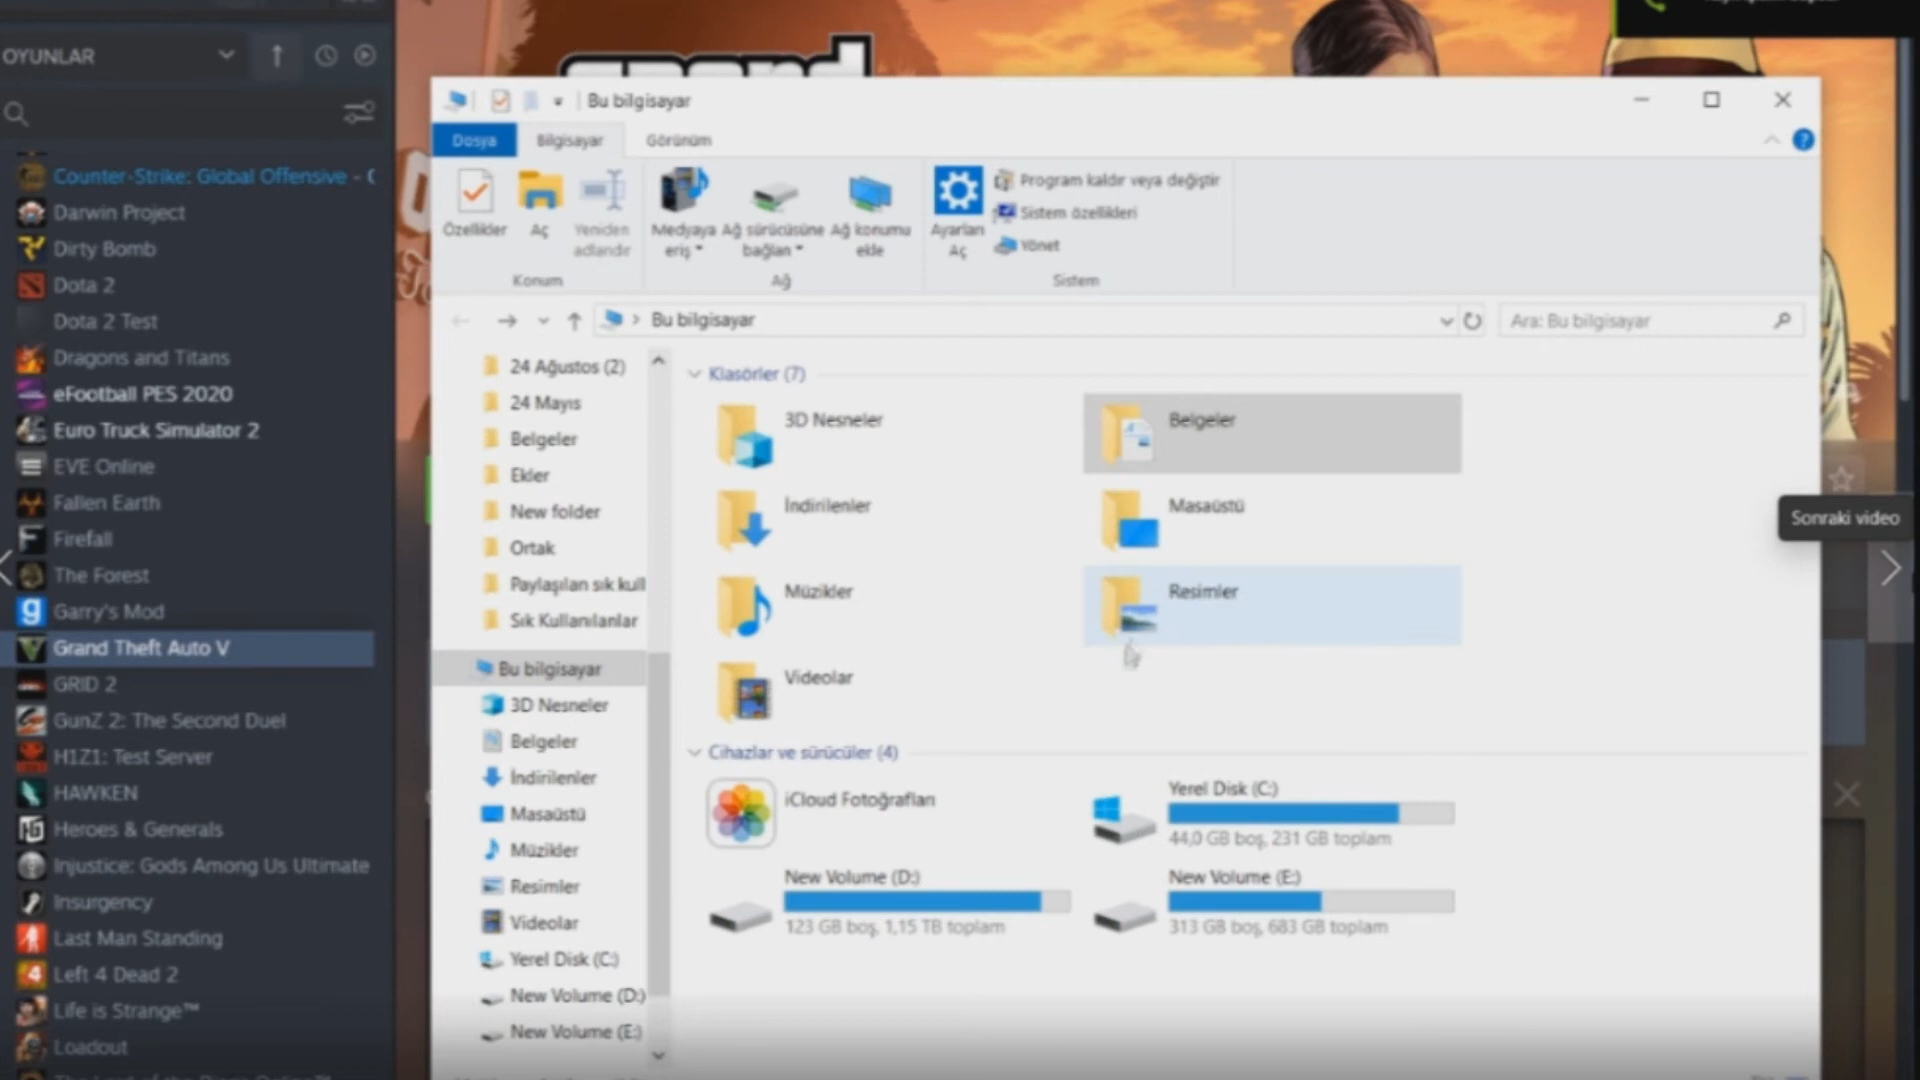 OYUNLAR
Counter-Strike: Global Offensive -
Darwin Project
Dirty Bomb
Dota 2
Dota 2 Test
Dragons and Titans
eFootball PES 2020
Euro Truck Simulator 2
EVE Online
Fallen Earth
Firefall
The Forest
Garry's Mod
Grand Theft Auto V
GRID 2
GunZ 2: The Second Duel
H1Z1: Test Server
HAWKEN
Heroes & Generals
Injustice: Gods Among Us Ultimate
Insurgency
Last Man Standing
Left 4 Dead 2
Life is Strange™
Loadout
Bu bilgisayar
Dosya Bilgisayar Görünüm
Özellikler
Aç
Yeniden adlandır
Konum
Medyaya eriş
Ağ sürücüsüne bağlan
Ağ konumu ekle
Ağ
Ayarları Aç
Program kaldır veya değiştir
Sistem özellikleri
Yönet
Sistem
Bu bilgisayar
Ara: Bu bilgisayar
24 Ağustos (2)
24 Mayıs
Belgeler
Ekler
New folder
Ortak
Paylaşılan sık kull
Sık Kullanılanlar
Bu bilgisayar
3D Nesneler
Belgeler
İndirilenler
Masaüstü
Müzikler
Resimler
Videolar
Yerel Disk (C:)
New Volume (D:)
New Volume (E:)
Klasörler (7)
3D Nesneler
Belgeler
İndirilenler
Masaüstü
Müzikler
Resimler
Videolar
Cihazlar ve sürücüler (4)
iCloud Fotoğrafları
Yerel Disk (C:)
44,0 GB boş, 231 GB toplam
New Volume (D:)
123 GB boş, 1,15 TB toplam
New Volume (E:)
313 GB boş, 683 GB toplam
Sonraki video